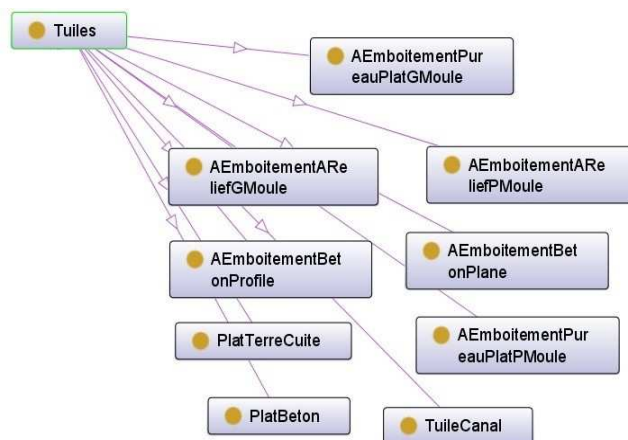 Tuiles
AEmboitementPur
eauPlatGMoule
AEmboitementARe
liefGMoule
AEmboitementARe
liefPMoule
AEmboitementBet
onProfile
AEmboitementBet
onPlane
PlatTerreCuite
AEmboitementPur
eauPlatPMoule
PlatBeton
TuileCanal